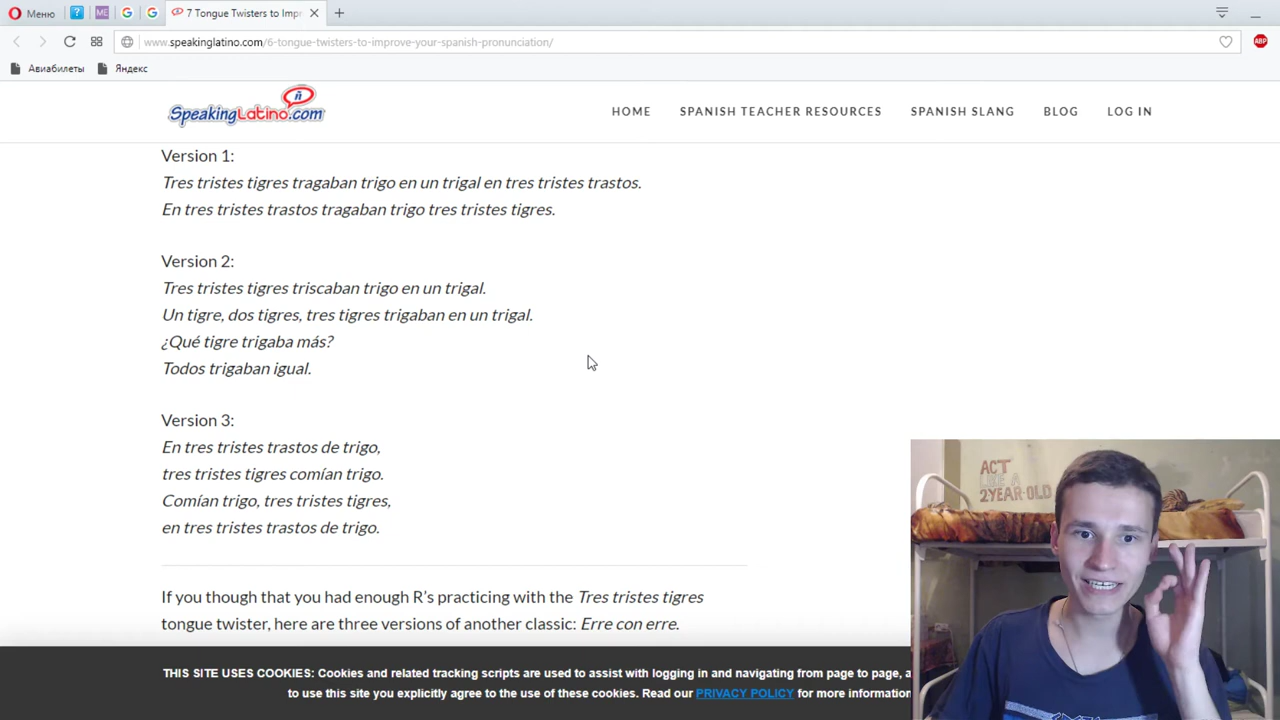 Меню
?
ME
7 Tongue Twisters to Impr
www.speakinglatino.com/6-tongue-twisters-to-improve-your-spanish-pronunciation/
ABP
Авиабилеты
Яндекс
ñ
SpeakingLatino.com
HOME
SPANISH TEACHER RESOURCES
SPANISH SLANG
BLOG
LOG IN
Version 1:
Tres tristes tigres tragaban trigo en un trigal en tres tristes trastos.
En tres tristes trastos tragaban trigo tres tristes tigres.
Version 2:
Tres tristes tigres triscaban trigo en un trigal.
Un tigre, dos tigres, tres tigres trigaban en un trigal.
¿Qué tigre trigaba más?
Todos trigaban igual.
Version 3:
En tres tristes trastos de trigo,
tres tristes tigres comían trigo.
Comían trigo, tres tristes tigres,
en tres tristes trastos de trigo.
If you though that you had enough R's practicing with the Tres tristes tigres
tongue twister, here are three versions of another classic: Erre con erre.
THIS SITE USES COOKIES: Cookies and related tracking scripts are used to assist with logging in and navigating from page to page, a
to use this site you explicitly agree to the use of these cookies. Read our PRIVACY POLICY for more information
ACT
LIKE A
2YEAR-OLD